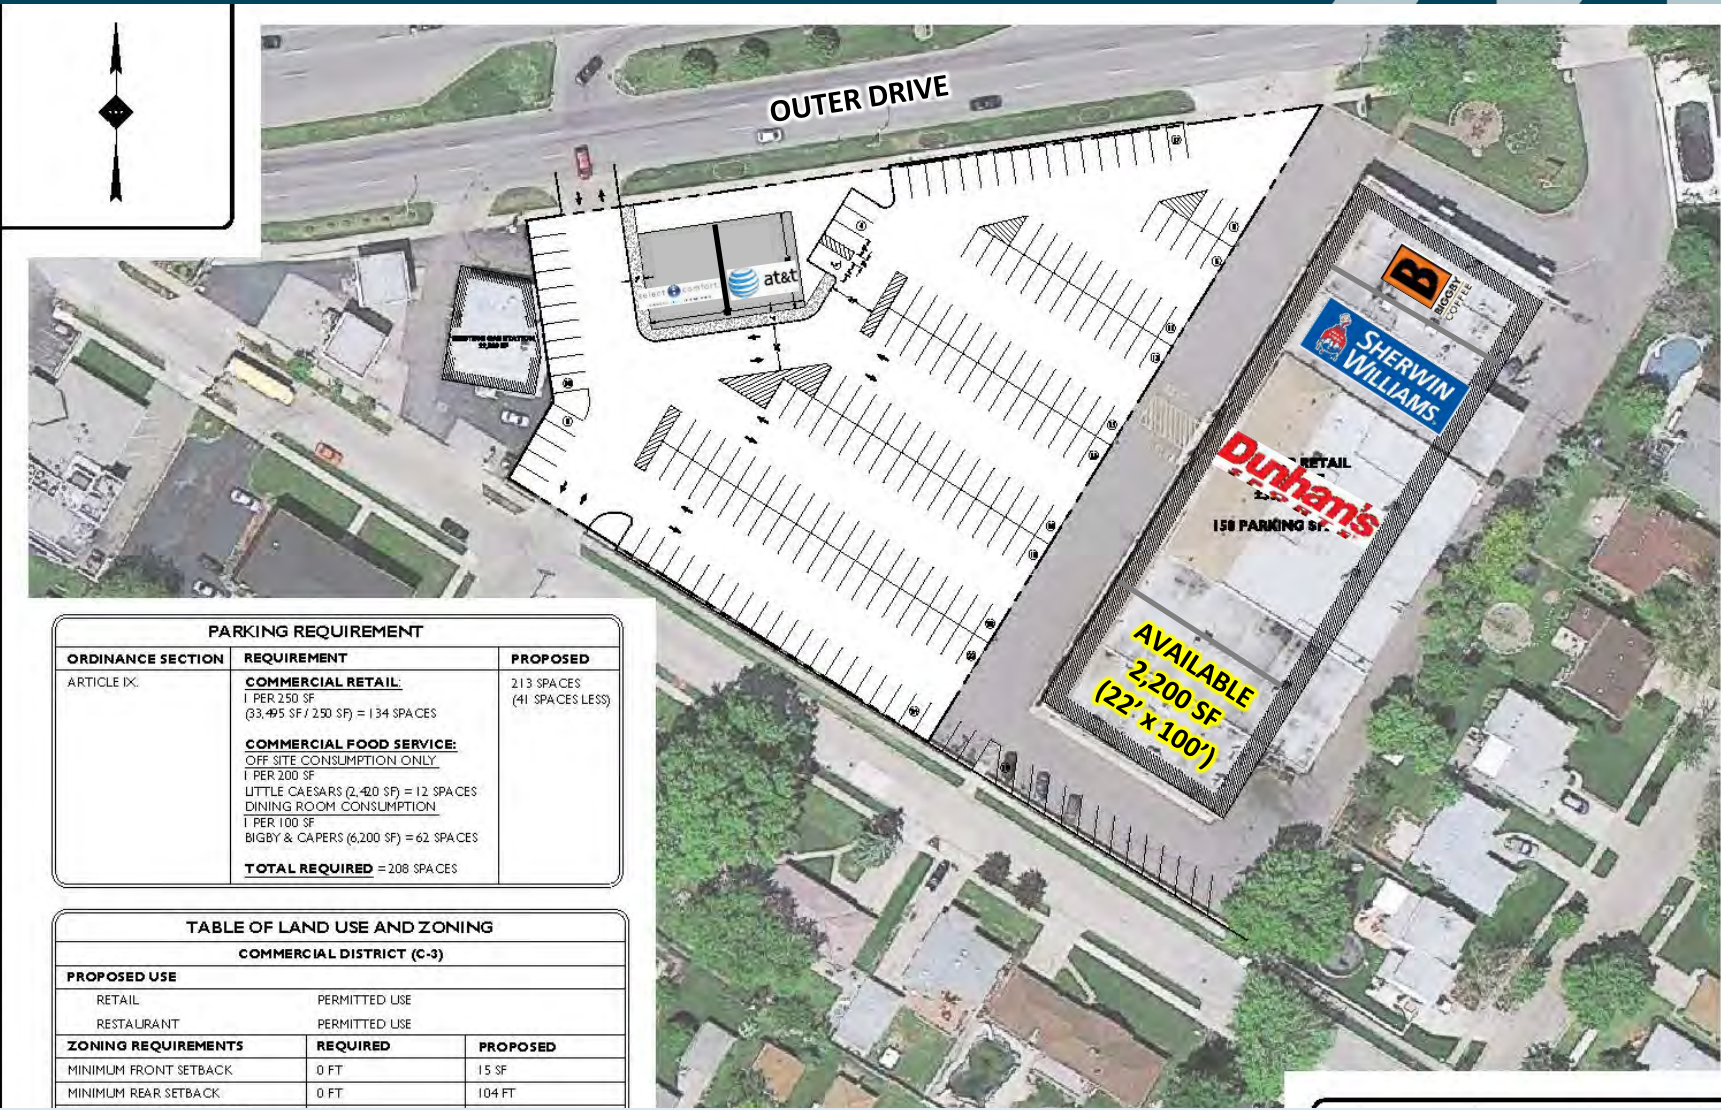 OUTER DRIVE
select comfort
at&t
B
BIGGBY
COFFEE
SHERWIN
WILLIAMS.
Dunham's
SPORTS
RETAIL
158 PARKING
AVAILABLE
2,200 SF
(22' x 100')
EXISTING GAS STATION
PARKING REQUIREMENT
ORDINANCE SECTION REQUIREMENT PROPOSED
ARTICLE IX. COMMERCIAL RETAIL: 213 SPACES
1 PER 250 SF (41 SPACES LESS)
(33,495 SF / 250 SF) = 134 SPACES
COMMERCIAL FOOD SERVICE:
OFF SITE CONSUMPTION ONLY
1 PER 200 SF
LITTLE CAESARS (2,420 SF) = 12 SPACES
DINING ROOM CONSUMPTION
1 PER 100 SF
BIGBY & CAPERS (6,200 SF) = 62 SPACES
TOTAL REQUIRED = 208 SPACES
TABLE OF LAND USE AND ZONING
COMMERCIAL DISTRICT (C-3)
PROPOSED USE
RETAIL PERMITTED USE
RESTAURANT PERMITTED USE
ZONING REQUIREMENTS REQUIRED PROPOSED
MINIMUM FRONT SETBACK 0 FT 15 SF
MINIMUM REAR SETBACK 0 FT 104 FT